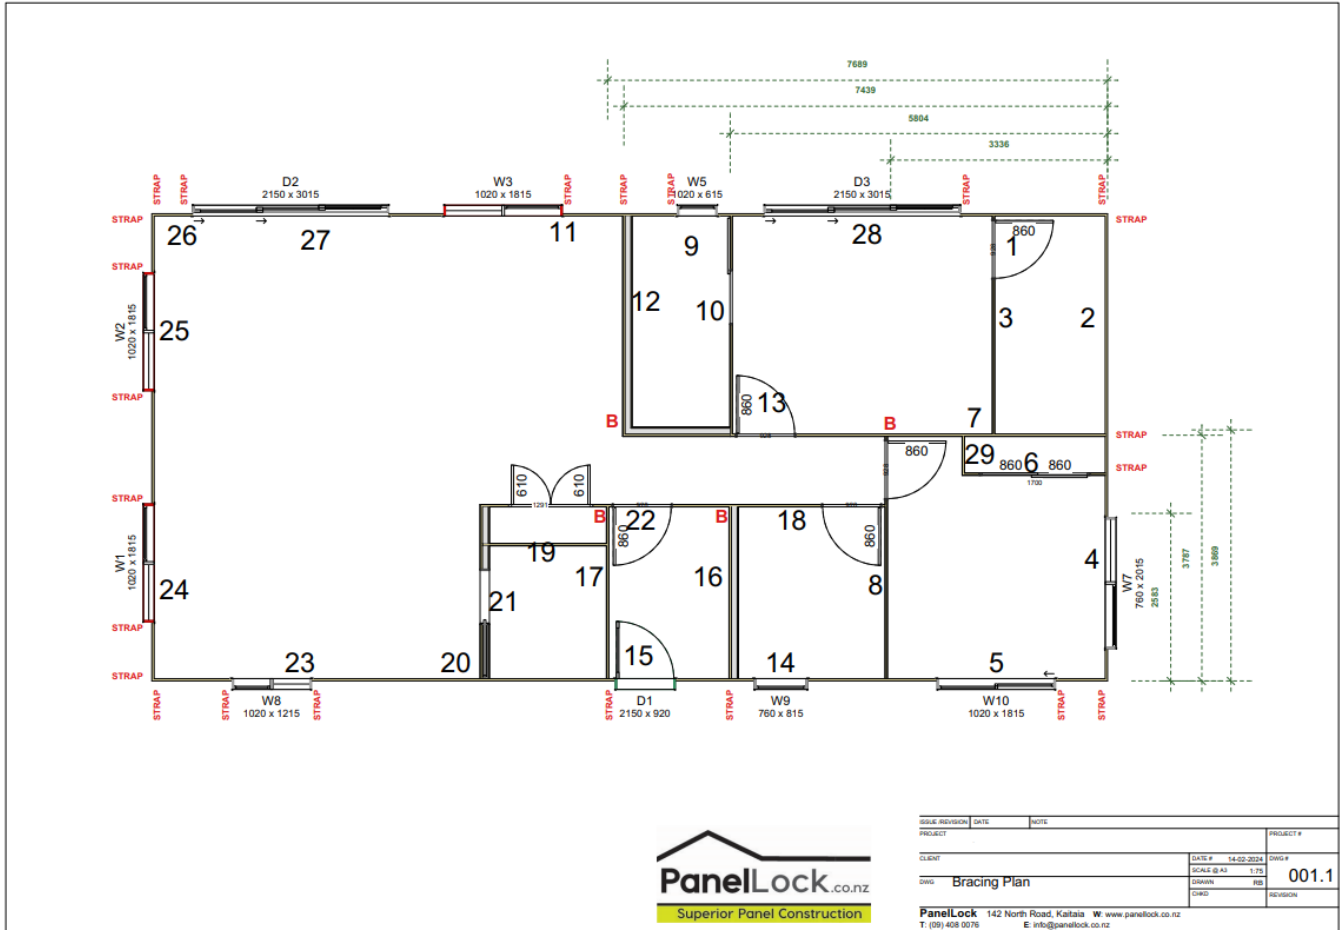 7689
7439
5804
3336
STRAP STRAP D2 2150 x 3015 W3 1020 x 1815 STRAP STRAP STRAP W5 1020 x 615 D3 2150 x 3015 STRAP STRAP
STRAP STRAP
26 27 11 9 28 1 860 928
STRAP
W2 1020 x 1815 25 12 10 3 2
STRAP
B 860 13 B 7 STRAP
928
860 29 860 6 860 STRAP
1700
610 610
STRAP 1291
B 22 B 18
860 860
W1 1020 x 1815 24 19 17 16 8 4 W7 760 x 2015 2583 3787 3869
21
STRAP
23 20 15 14 5
STRAP
STRAP STRAP W8 1020 x 1215 STRAP STRAP D1 2150 x 920 STRAP W9 760 x 815 W10 1020 x 1815 STRAP STRAP
PanelLock.co.nz
Superior Panel Construction
ISSUE /REVISION DATE NOTE
PROJECT PROJECT #
CLIENT DATE # 14-02-2024 DWG #
SCALE @ A3 1:75 001.1
DWG Bracing Plan DRAWN RB
CHKD REVISION
PanelLock 142 North Road, Kaitaia W: www.panellock.co.nz
T: (09) 408 0076 E: info@panellock.co.nz